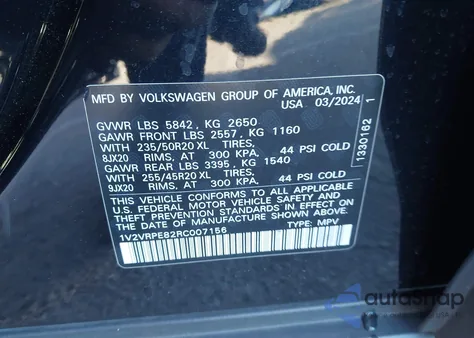 MFD BY VOLKSWAGEN GROUP OF AMERICA, INC.
USA 03/2024
GVWR LBS 5842 , KG 2650
GAWR FRONT LBS 2557 , KG 1160
WITH 235/50R20 XL TIRES,
8JX20 RIMS, AT 300 KPA, 44 PSI COLD
GAWR REAR LBS 3395, KG 1540
WITH 255/45R20 XL TIRES,
9JX20 RIMS, AT 300 KPA, 44 PSI COLD
THIS VEHICLE CONFORMS TO ALL APPLICABLE
U.S. FEDERAL MOTOR VEHICLE SAFETY AND
THEFT PREVENTION STANDARDS IN EFFECT ON
THE DATE OF MANUFACTURE SHOWN ABOVE
1V2VRPE82RC007156 TYPE: MPV
1330162 1
autosnap